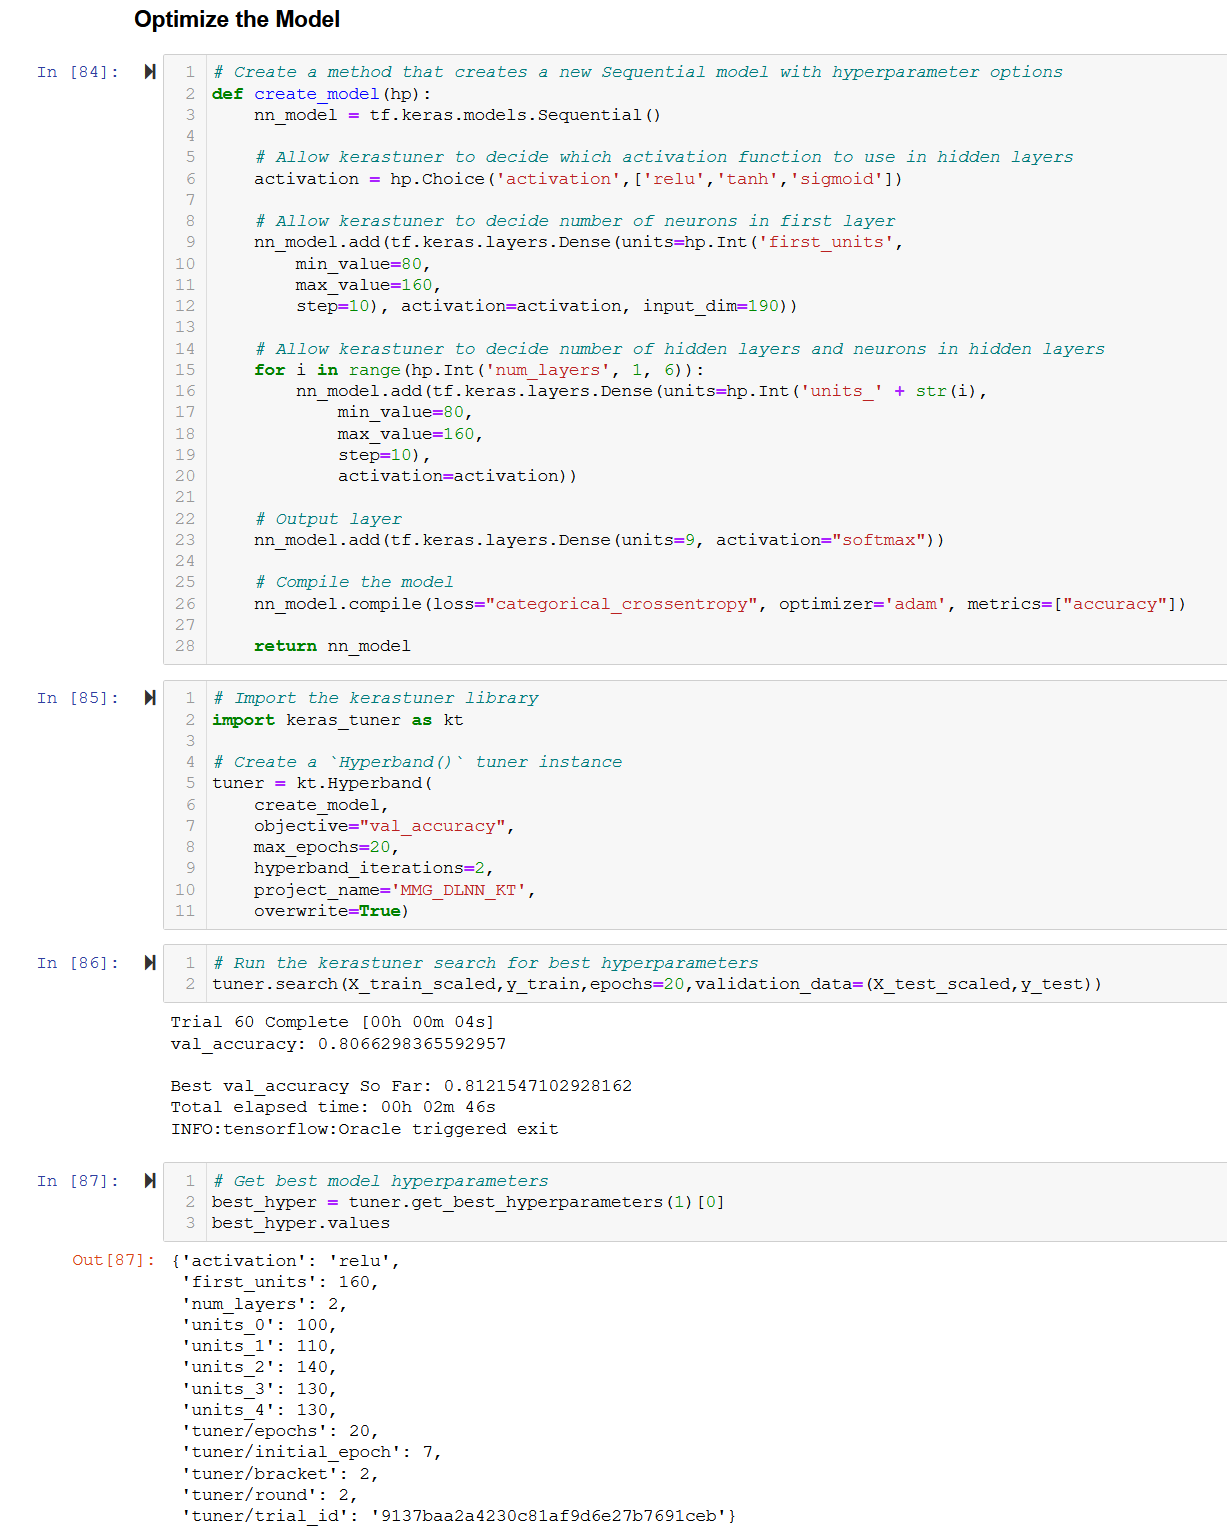 Optimize the Model
In [84]:
1 # Create a method that creates a new Sequential model with hyperparameter options
2 def create_model(hp):
3     nn_model = tf.keras.models.Sequential()
4
5     # Allow kerastuner to decide which activation function to use in hidden layers
6     activation = hp.Choice('activation',['relu','tanh','sigmoid'])
7
8     # Allow kerastuner to decide number of neurons in first layer
9     nn_model.add(tf.keras.layers.Dense(units=hp.Int('first_units',
10         min_value=80,
11         max_value=160,
12         step=10), activation=activation, input_dim=190))
13
14     # Allow kerastuner to decide number of hidden layers and neurons in hidden layers
15     for i in range(hp.Int('num_layers', 1, 6)):
16         nn_model.add(tf.keras.layers.Dense(units=hp.Int('units_' + str(i),
17             min_value=80,
18             max_value=160,
19             step=10),
20             activation=activation))
21
22     # Output layer
23     nn_model.add(tf.keras.layers.Dense(units=9, activation="softmax"))
24
25     # Compile the model
26     nn_model.compile(loss="categorical_crossentropy", optimizer='adam', metrics=["accuracy"])
27
28     return nn_model
In [85]:
1 # Import the kerastuner library
2 import keras_tuner as kt
3
4 # Create a `Hyperband()` tuner instance
5 tuner = kt.Hyperband(
6     create_model,
7     objective="val_accuracy",
8     max_epochs=20,
9     hyperband_iterations=2,
10     project_name='MMG_DLNN_KT',
11     overwrite=True)
In [86]:
1 # Run the kerastuner search for best hyperparameters
2 tuner.search(X_train_scaled,y_train,epochs=20,validation_data=(X_test_scaled,y_test))
Trial 60 Complete [00h 00m 04s]
val_accuracy: 0.8066298365592957
Best val_accuracy So Far: 0.8121547102928162
Total elapsed time: 00h 02m 46s
INFO:tensorflow:Oracle triggered exit
In [87]:
1 # Get best model hyperparameters
2 best_hyper = tuner.get_best_hyperparameters(1)[0]
3 best_hyper.values
Out[87]: {'activation': 'relu',
 'first_units': 160,
 'num_layers': 2,
 'units_0': 100,
 'units_1': 110,
 'units_2': 140,
 'units_3': 130,
 'units_4': 130,
 'tuner/epochs': 20,
 'tuner/initial_epoch': 7,
 'tuner/bracket': 2,
 'tuner/round': 2,
 'tuner/trial_id': '9137baa2a4230c81af9d6e27b7691ceb'}